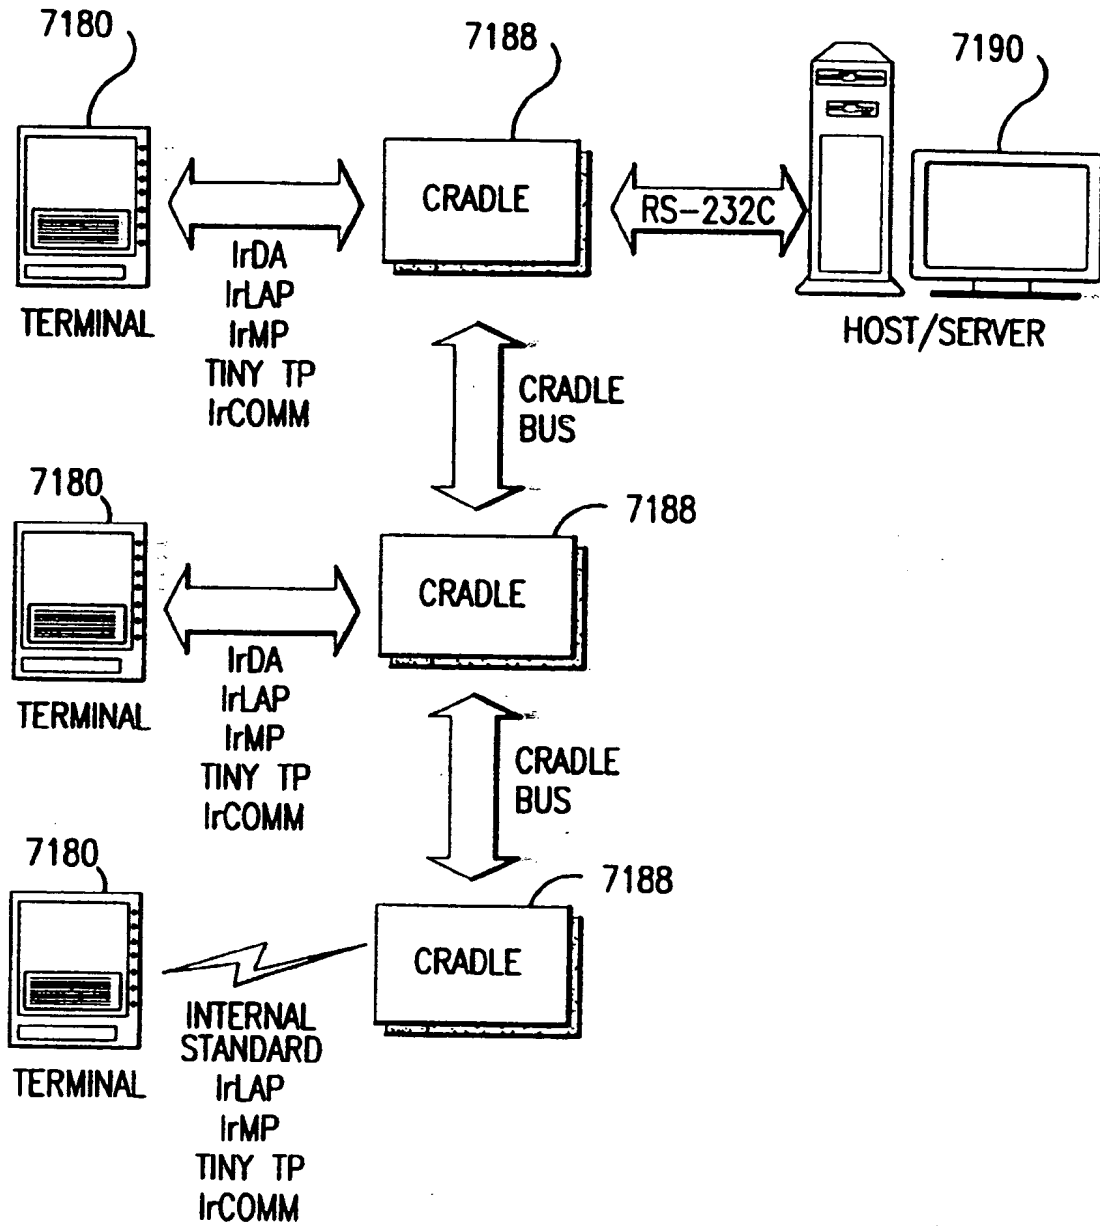 7180
7188
7190
CRADLE
RS-232C
TERMINAL
IrDA
IrLAP
IrMP
TINY TP
IrCOMM
HOST/SERVER
CRADLE
BUS
7180
7188
CRADLE
TERMINAL
IrDA
IrLAP
IrMP
TINY TP
IrCOMM
CRADLE
BUS
7180
7188
CRADLE
TERMINAL
INTERNAL
STANDARD
IrLAP
IrMP
TINY TP
IrCOMM